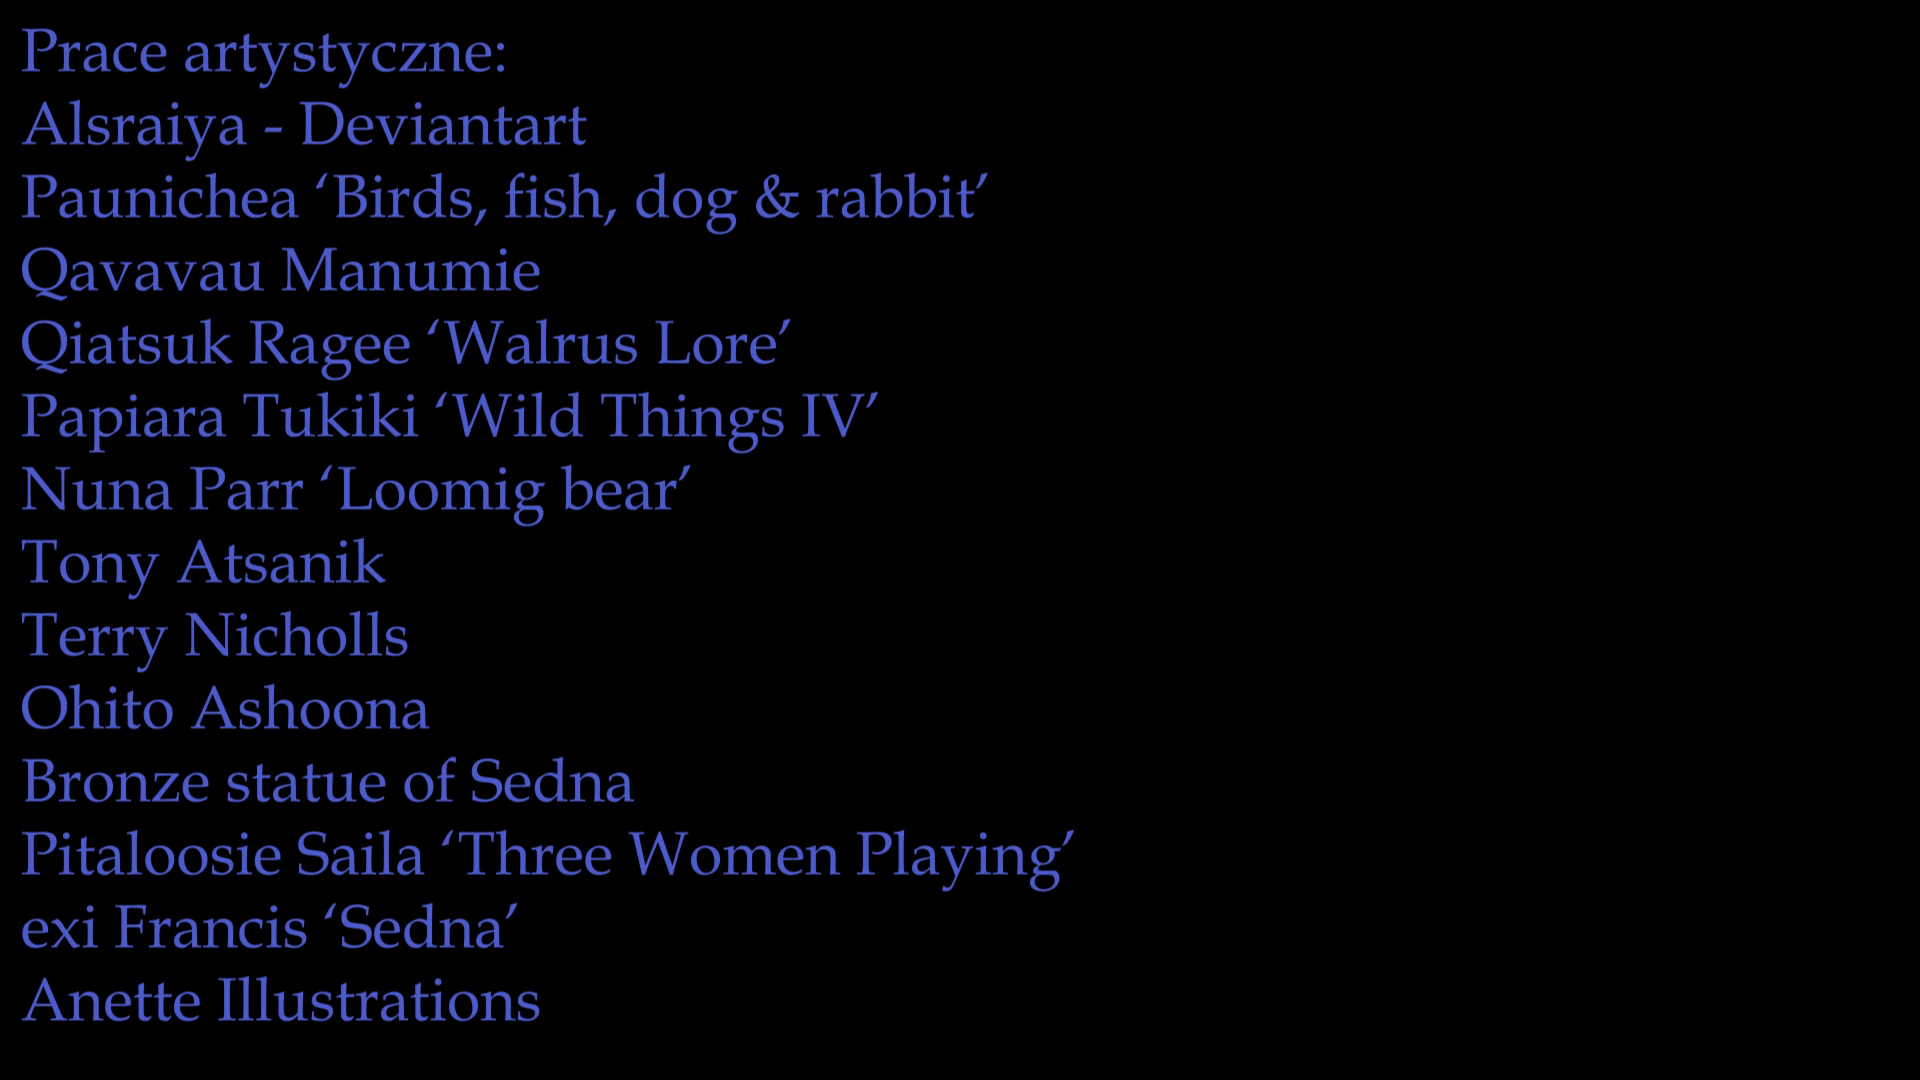 Prace artystyczne:
Alsraiya - Deviantart
Paunichea ‘Birds, fish, dog & rabbit’
Qavavau Manumie
Qiatsuk Ragee ‘Walrus Lore’
Papiara Tukiki ‘Wild Things IV’
Nuna Parr ‘Loomig bear’
Tony Atsanik
Terry Nicholls
Ohito Ashoona
Bronze statue of Sedna
Pitaloosie Saila ‘Three Women Playing’
exi Francis ‘Sedna’
Anette Illustrations